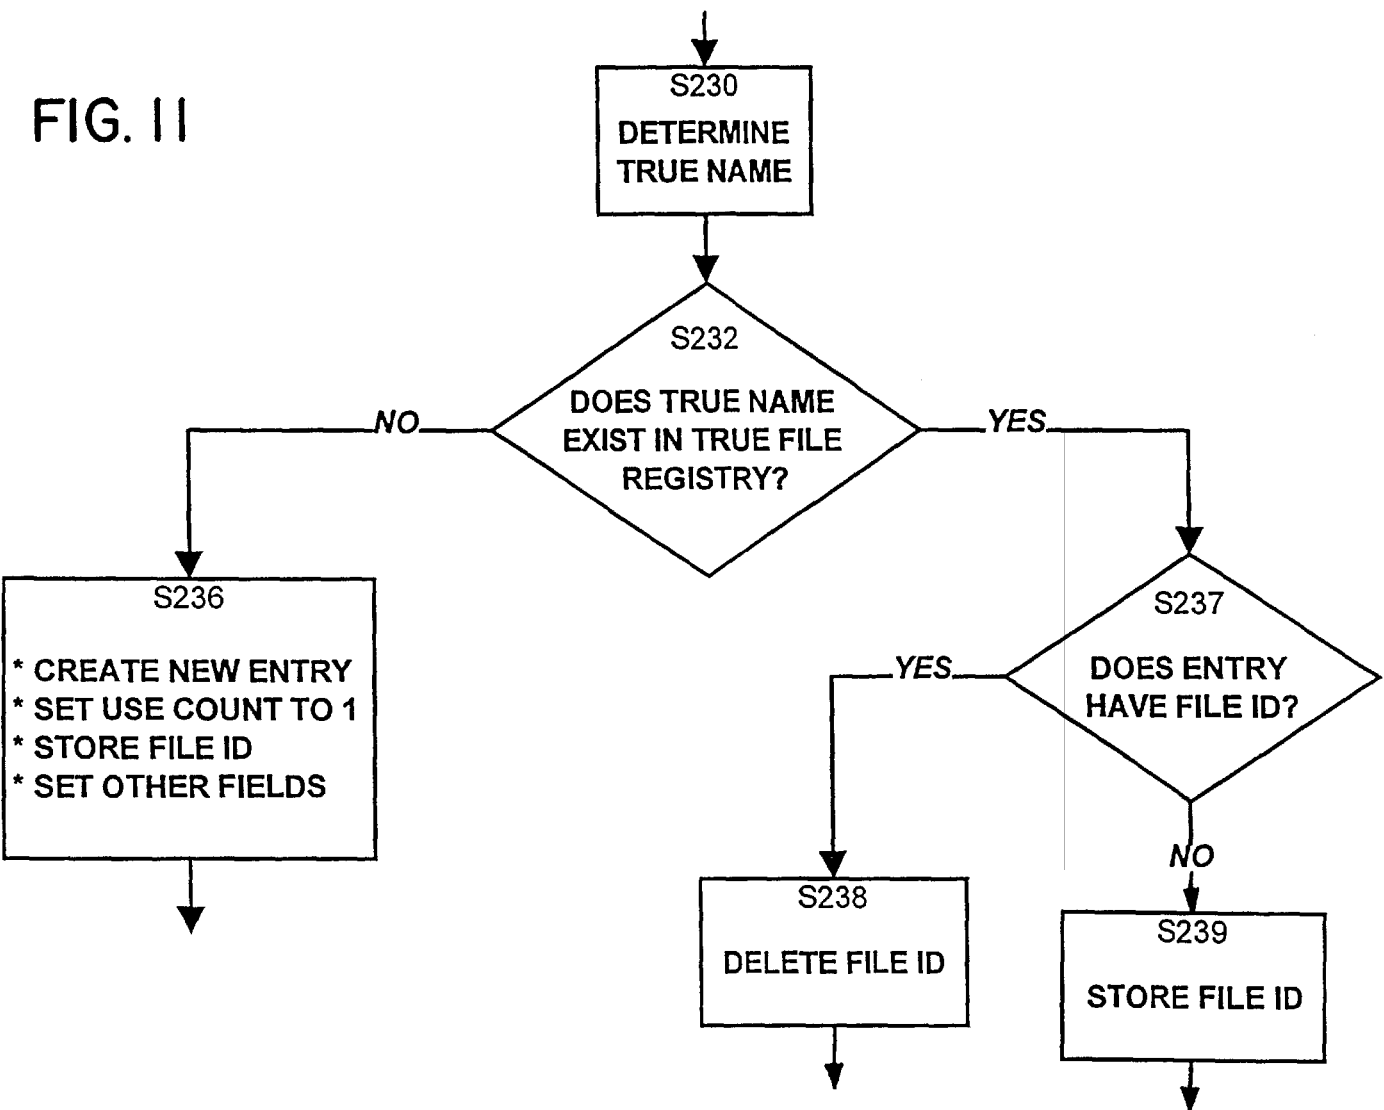 FIG. 11
S230
DETERMINE
TRUE NAME
S232
DOES TRUE NAME
EXIST IN TRUE FILE
REGISTRY?
NO
YES
S236
* CREATE NEW ENTRY
* SET USE COUNT TO 1
* STORE FILE ID
* SET OTHER FIELDS
S237
DOES ENTRY
HAVE FILE ID?
YES
NO
S238
DELETE FILE ID
S239
STORE FILE ID